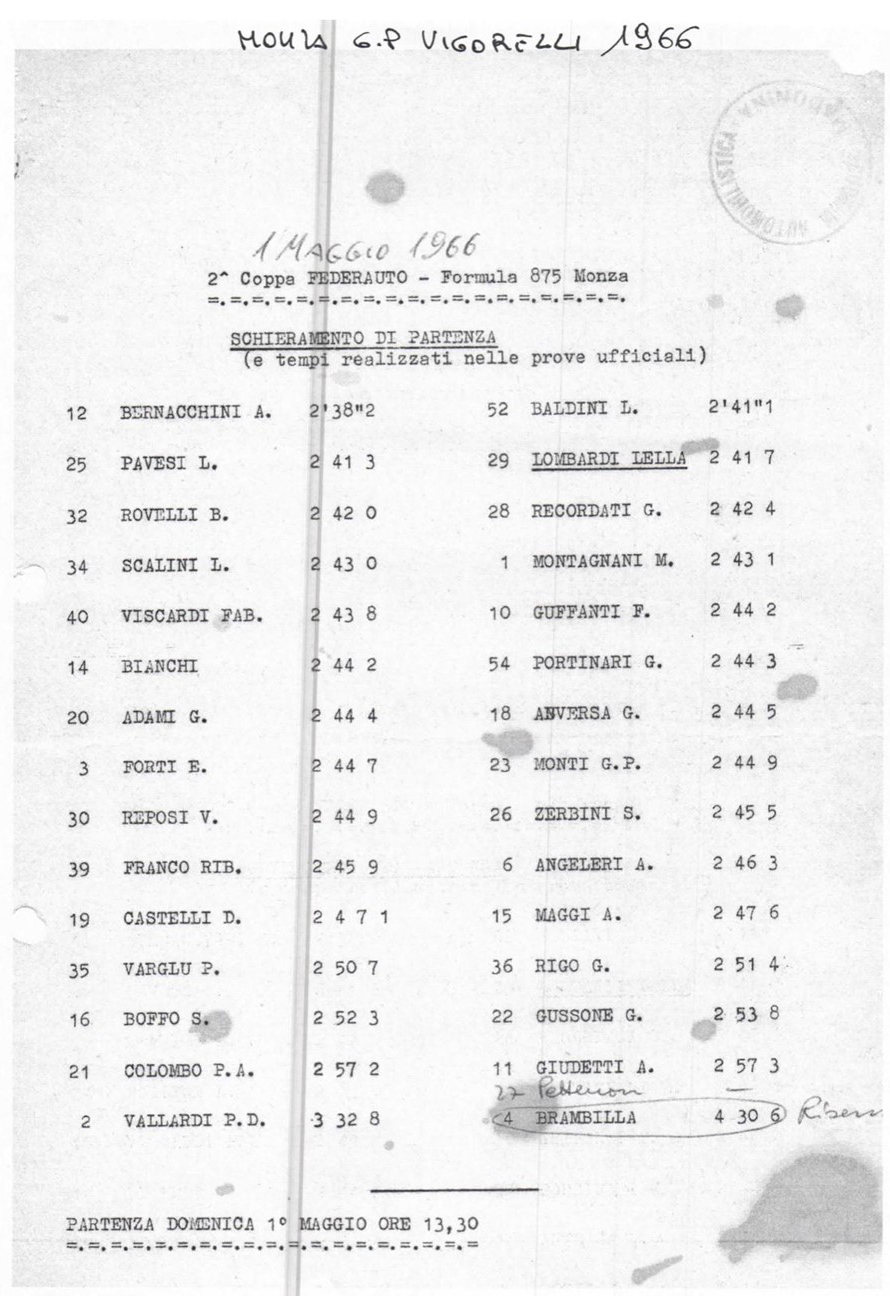 MONZA G.P VIGORELLI 1966
AUTOMOBILISTICA MADONINA
1 MAGGIO 1966
2^ Coppa FEDERAUTO - Formula 875 Monza
=.=.=.=.=.=.=.=.=.=.=.=.=.=.=.=.
SCHIERAMENTO DI PARTENZA
(e tempi realizzati nelle prove ufficiali)
12 BERNACCHINI A. 2'38"2 52 BALDINI L. 2'41"1
25 PAVESI L. 2 41 3 29 LOMBARDI LELLA 2 41 7
32 ROVELLI B. 2 42 0 28 RECORDATI G. 2 42 4
34 SCALINI L. 2 43 0 1 MONTAGNANI M. 2 43 1
40 VISCARDI FAB. 2 43 8 10 GUFFANTI F. 2 44 2
14 BIANCHI 2 44 2 54 PORTINARI G. 2 44 3
20 ADAMI G. 2 44 4 18 ANVERSA G. 2 44 5
3 FORTI E. 2 44 7 23 MONTI G.P. 2 44 9
30 REPOSI V. 2 44 9 26 ZERBINI S. 2 45 5
39 FRANCO RIB. 2 45 9 6 ANGELERI A. 2 46 3
19 CASTELLI D. 2 4 7 1 15 MAGGI A. 2 47 6
35 VARGLU P. 2 50 7 36 RIGO G. 2 51 4
16 BOFFO S. 2 52 3 22 GUSSONE G. 2 53 8
21 COLOMBO P.A. 2 57 2 11 GIUDETTI A. 2 57 3
27 —
2 VALLARDI P.D. 3 32 8 4 BRAMBILLA 4 30 6
PARTENZA DOMENICA 1° MAGGIO ORE 13,30
=.=.=.=.=.=.=.=.=.=.=.=.=.=.=.=